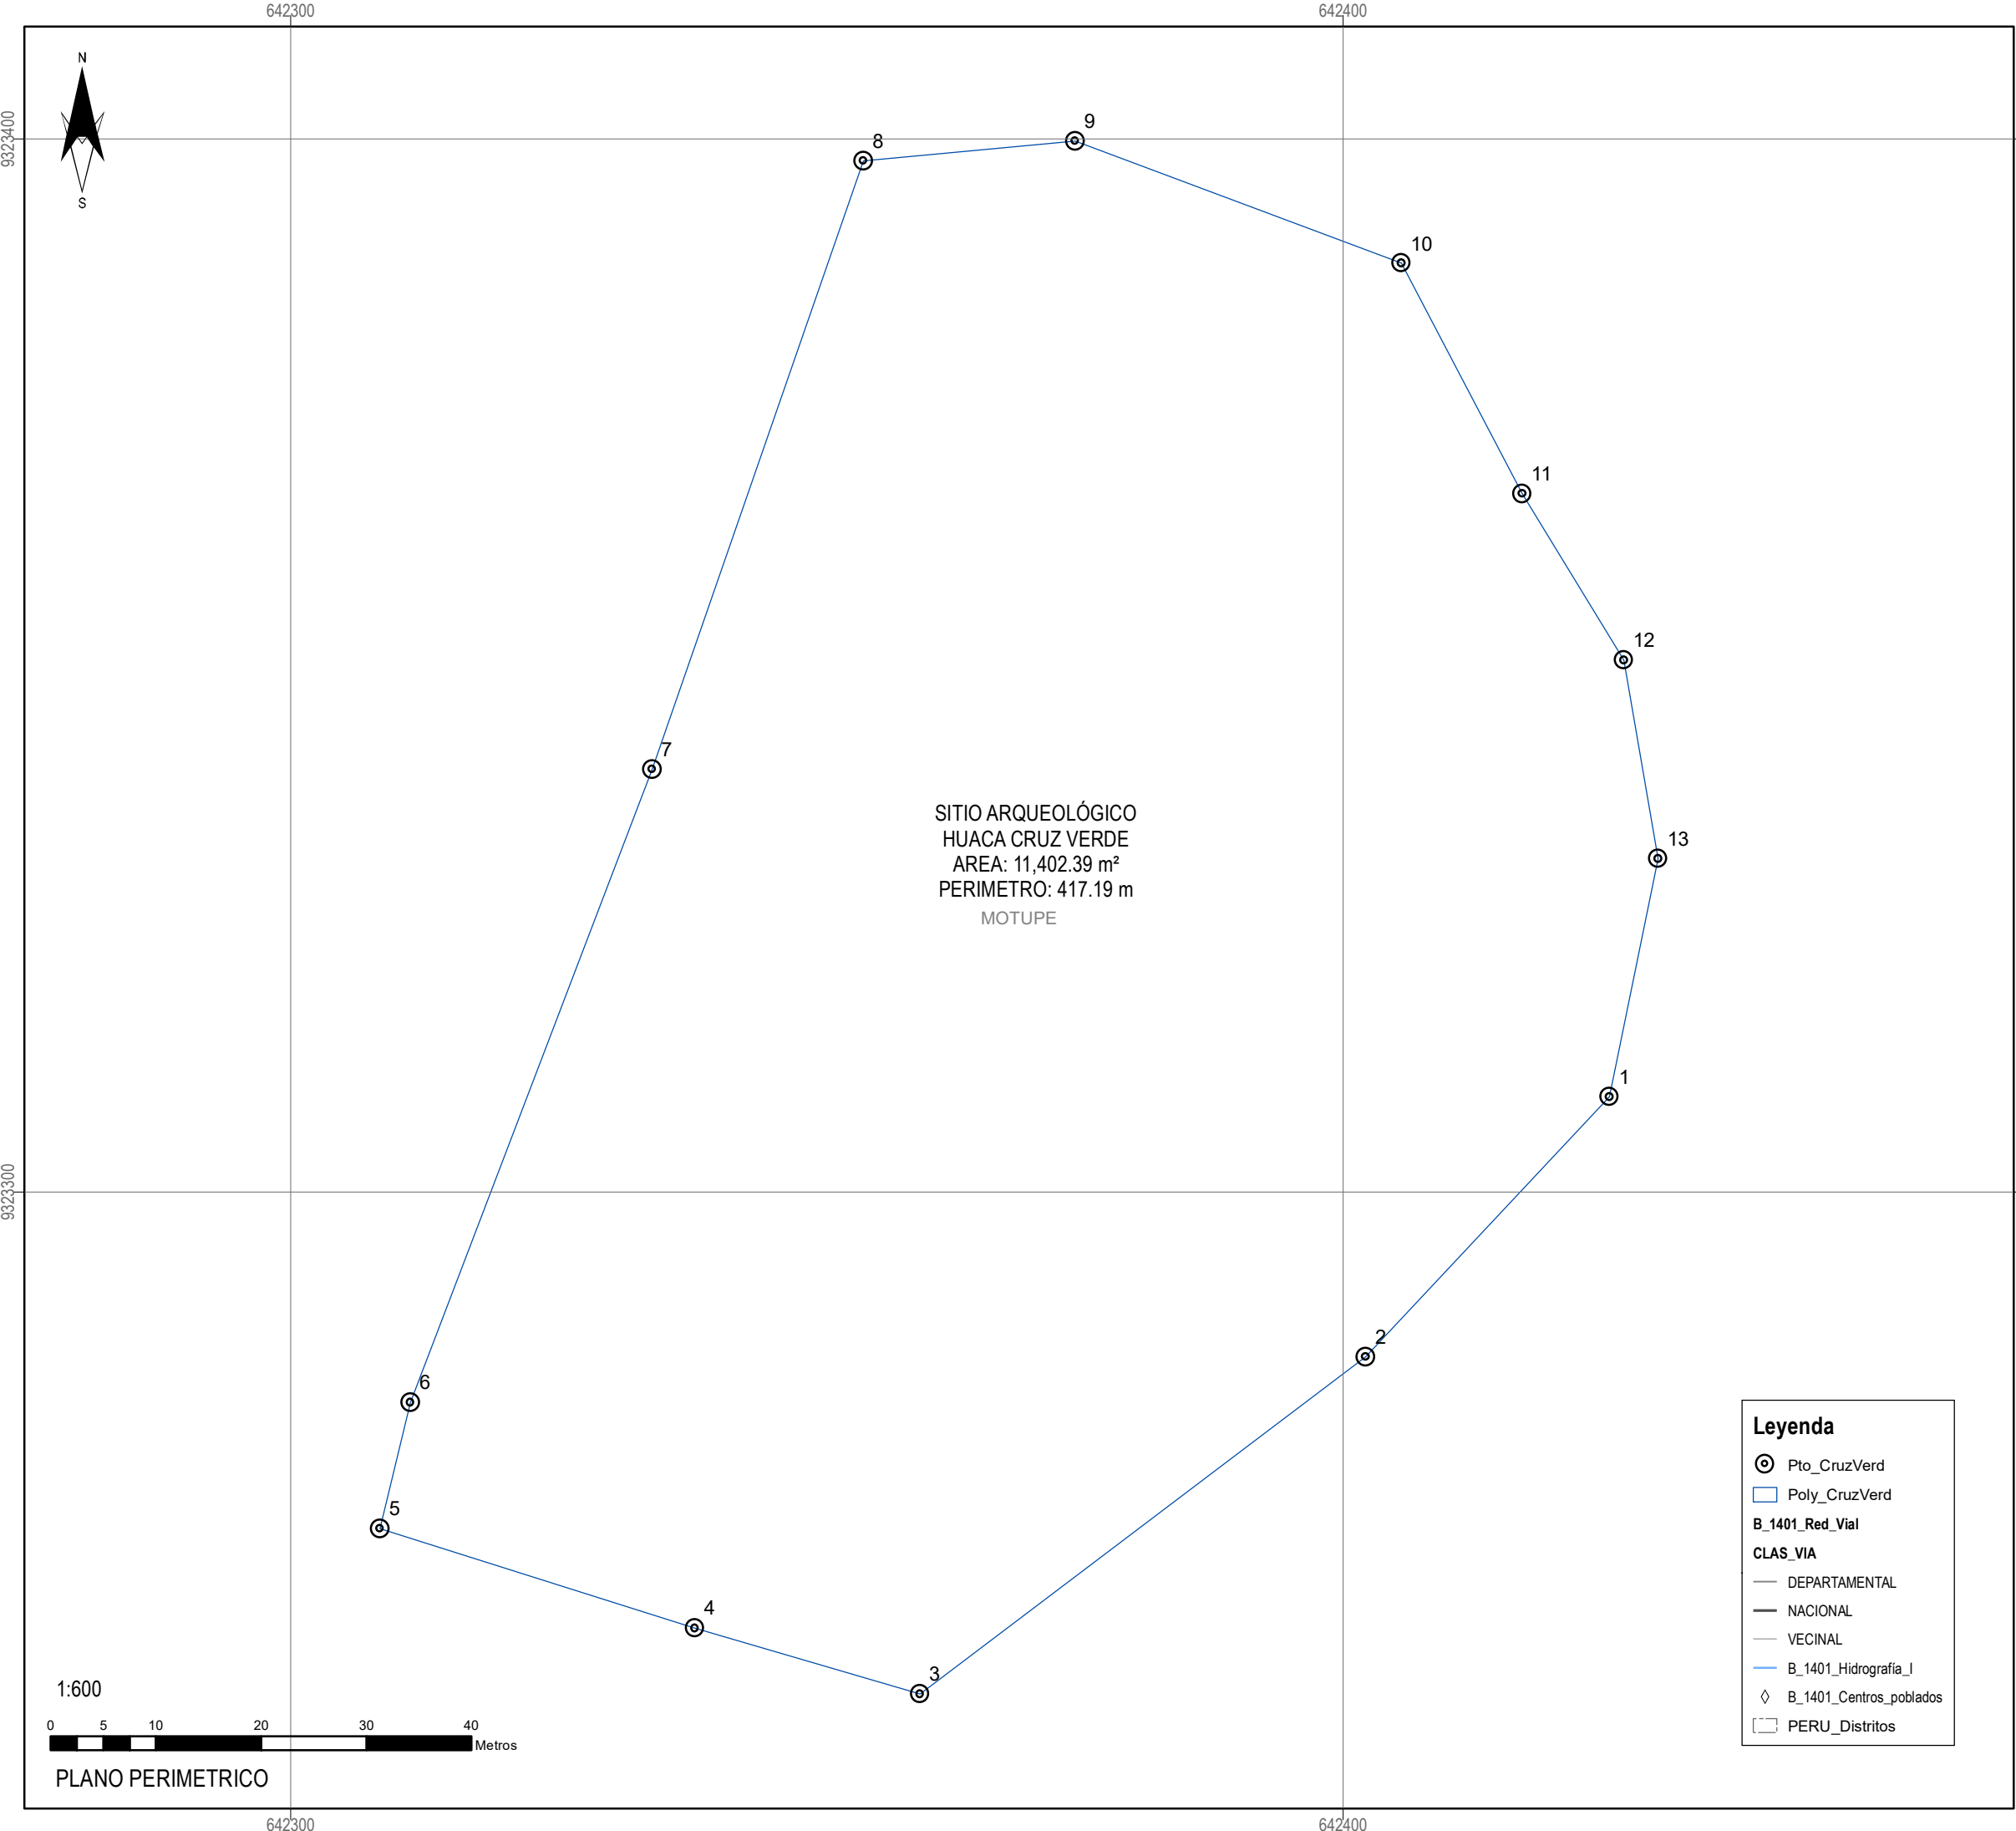 642300
642400
N
S
9323400
9323300
8
9
10
11
12
7
13
1
2
6
5
4
3
SITIO ARQUEOLÓGICO
HUACA CRUZ VERDE
AREA: 11,402.39 m²
PERIMETRO: 417.19 m
MOTUPE
Leyenda
Pto_CruzVerd
Poly_CruzVerd
B_1401_Red_Vial
CLAS_VIA
DEPARTAMENTAL
NACIONAL
VECINAL
B_1401_Hidrografía_l
B_1401_Centros_poblados
PERU_Distritos
1:600
0 5 10 20 30 40
Metros
PLANO PERIMETRICO
642300
642400